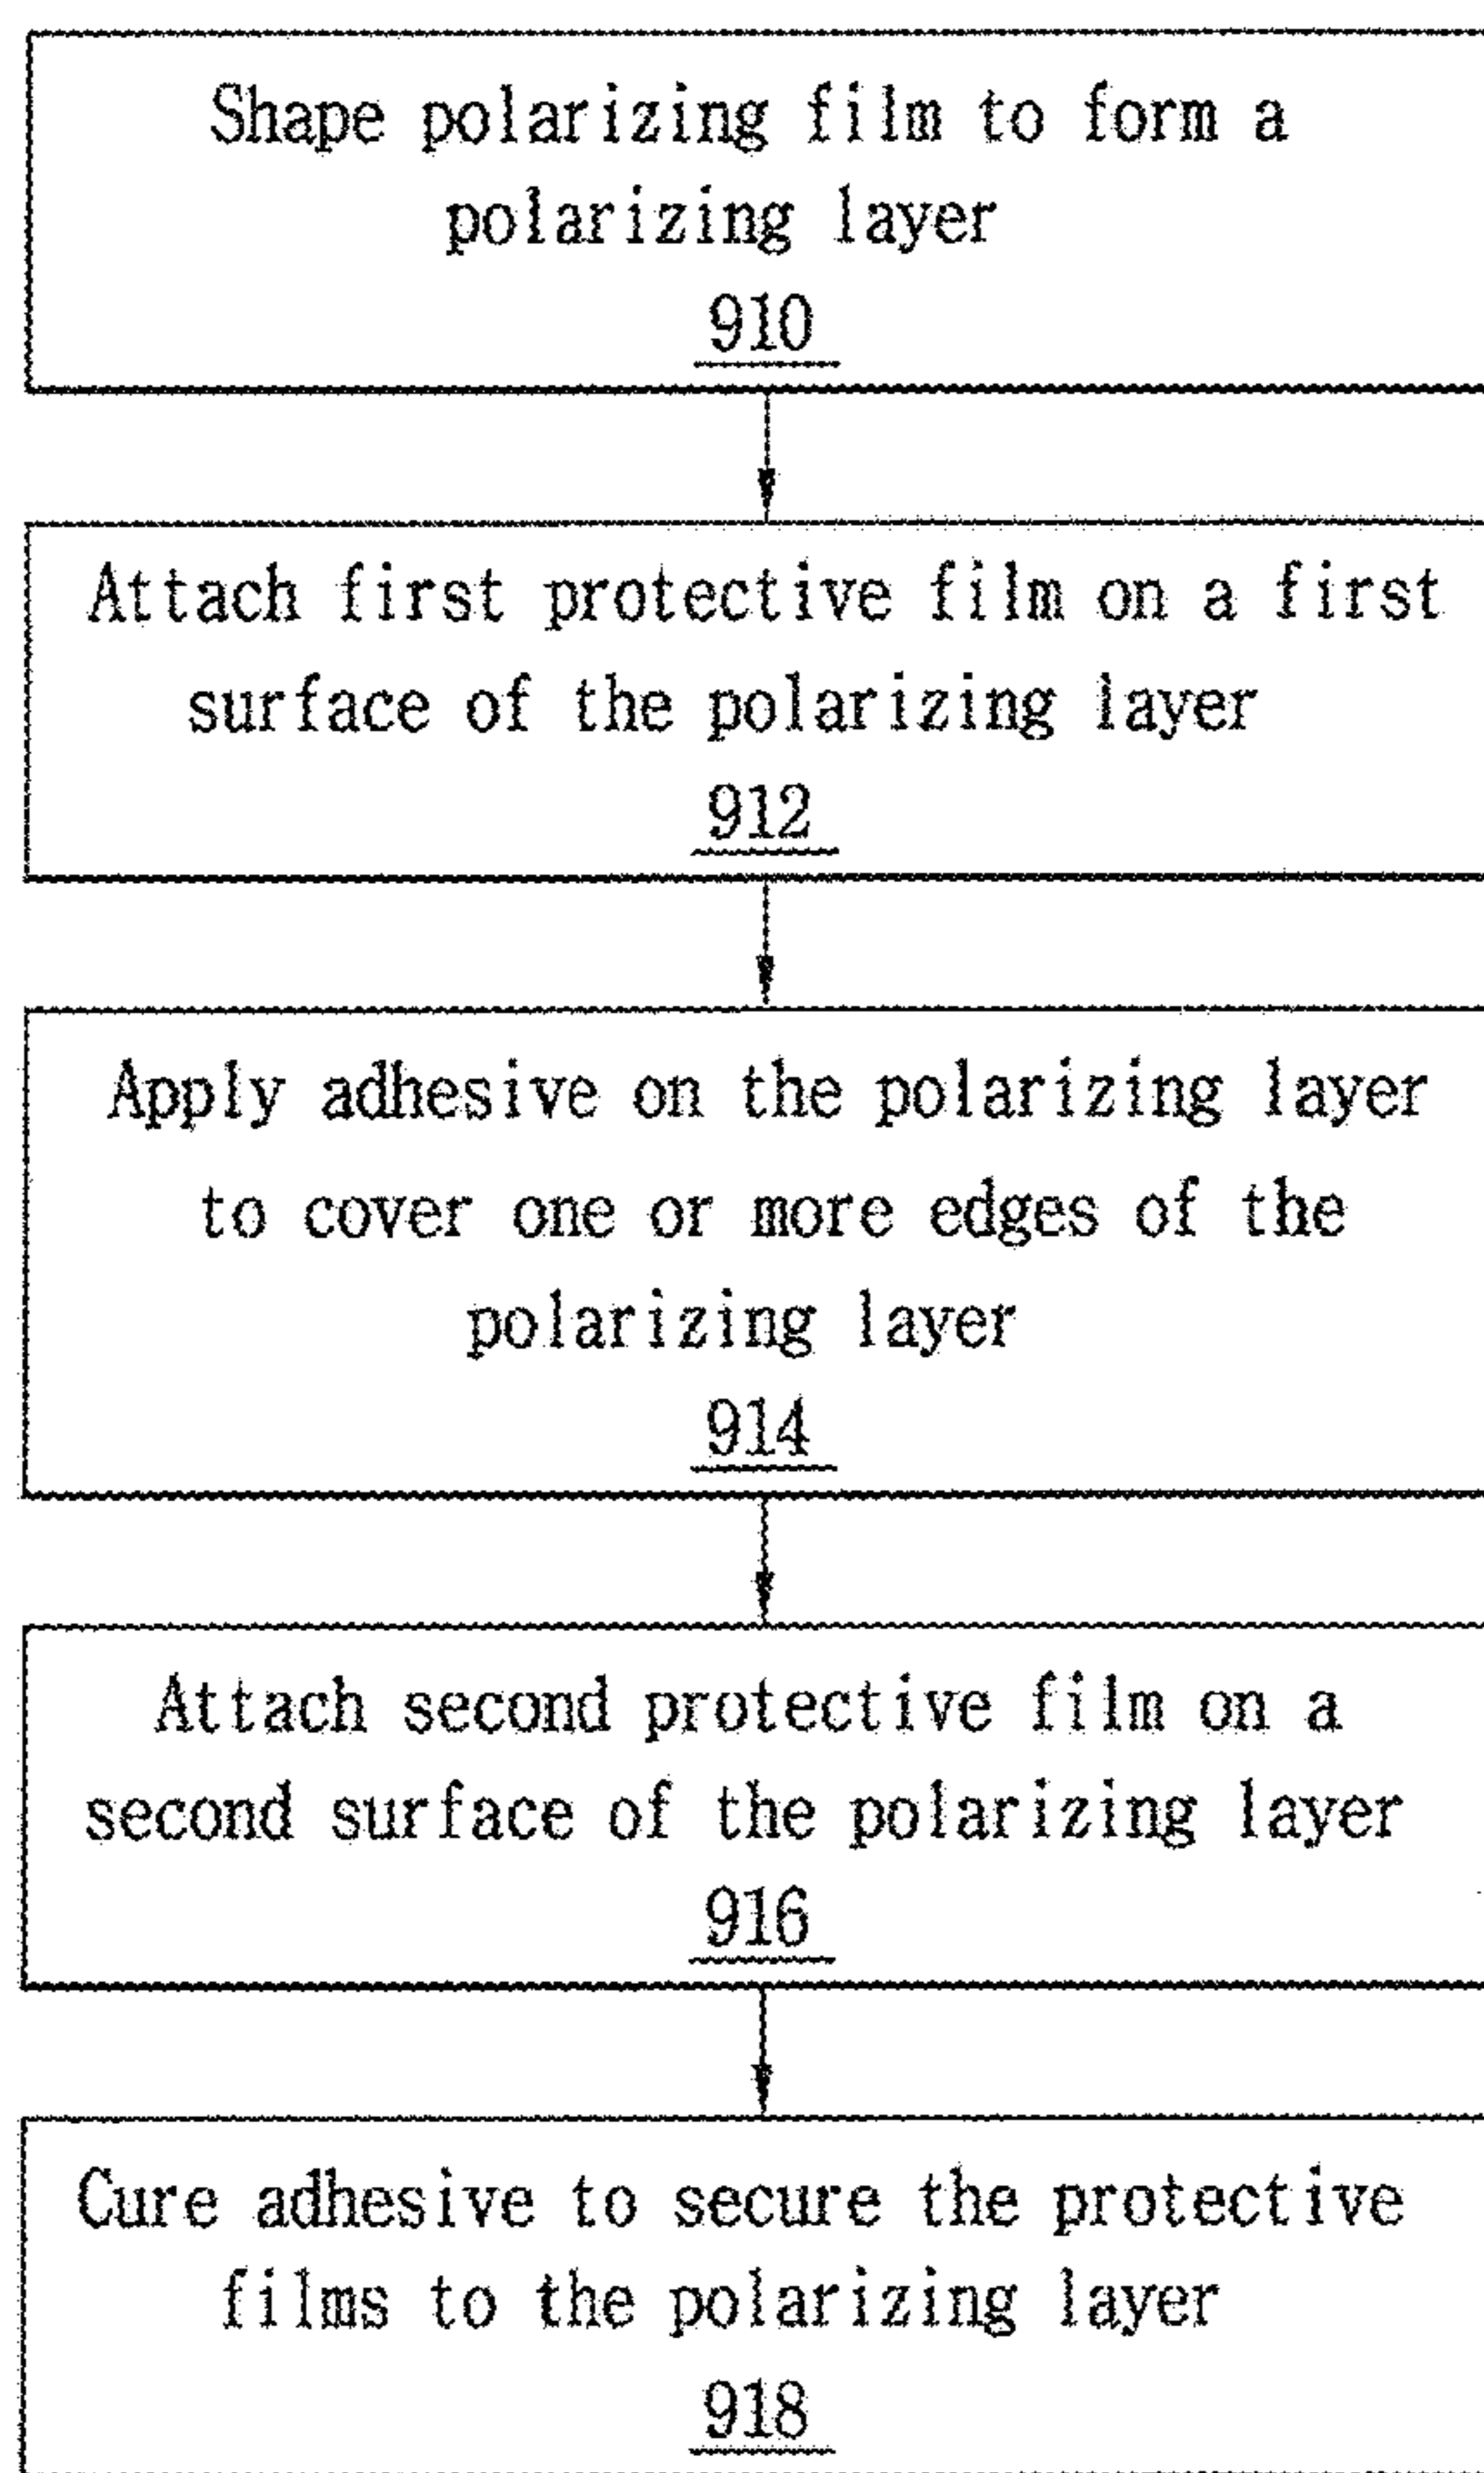 Shape polarizing film to form a
polarizing layer
910
Attach first protective film on a first
surface of the polarizing layer
912
Apply adhesive on the polarizing layer
to cover one or more edges of the
polarizing layer
914
Attach second protective film on a
second surface of the polarizing layer
916
Cure adhesive to secure the protective
films to the polarizing layer
918